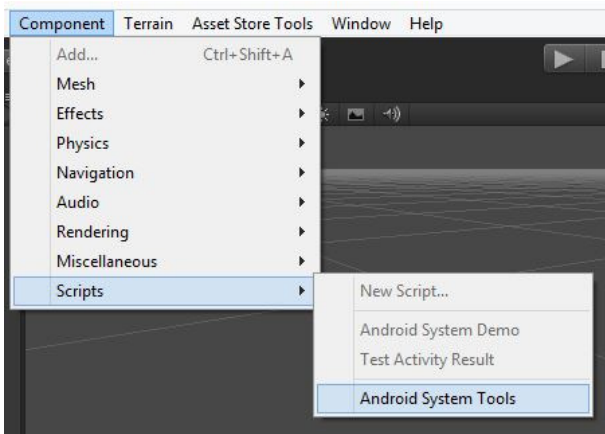 Component Terrain Asset Store Tools Window Help
Add... Ctrl+Shift+A
Mesh
Effects
Physics
Navigation
Audio
Rendering
Miscellaneous
Scripts
New Script...
Android System Demo
Test Activity Result
Android System Tools